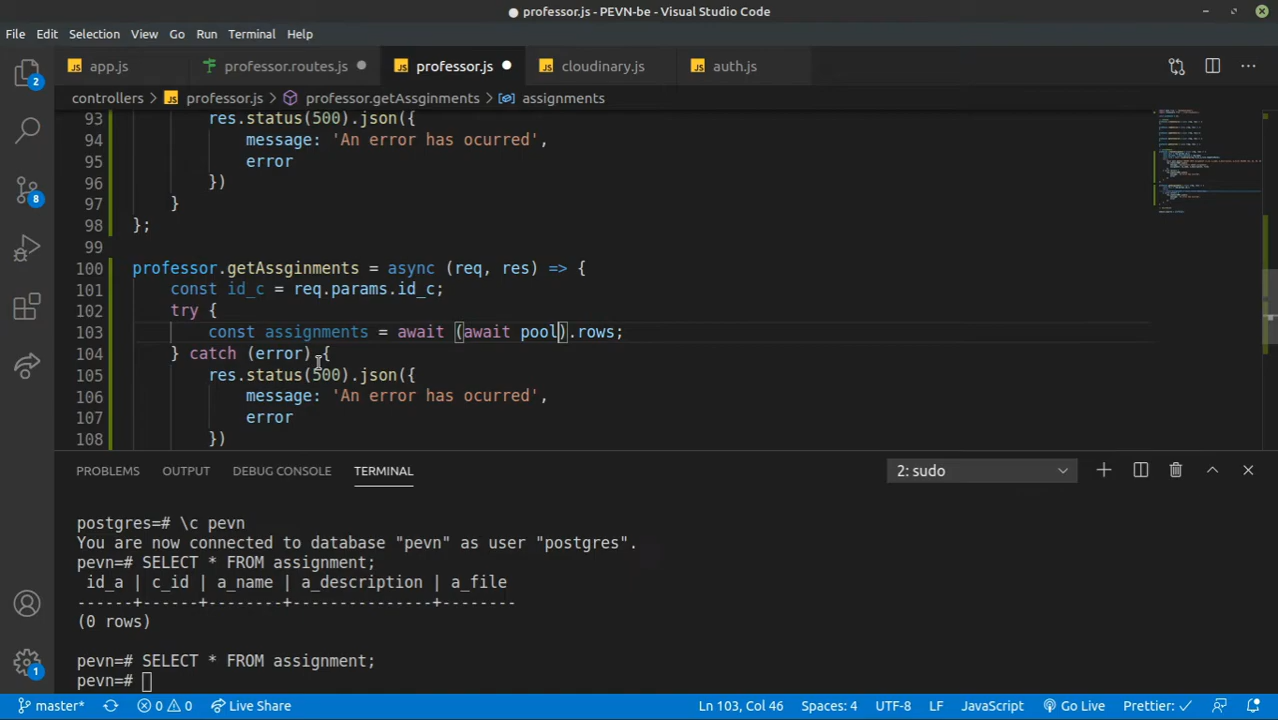 professor.js - PEVN-be - Visual Studio Code
File Edit Selection View Go Run Terminal Help
app.js professor.routes.js professor.js cloudinary.js auth.js
controllers > professor.js > professor.getAssginments > assignments
93 res.status(500).json({
94 message: 'An error has ocurred',
95 error
96 })
97 }
98 };
99
100 professor.getAssginments = async (req, res) => {
101 const id_c = req.params.id_c;
102 try {
103 const assignments = await (await pool).rows;
104 } catch (error) {
105 res.status(500).json({
106 message: 'An error has ocurred',
107 error
108 })
PROBLEMS OUTPUT DEBUG CONSOLE TERMINAL 2: sudo
postgres=# \c pevn
You are now connected to database "pevn" as user "postgres".
pevn=# SELECT * FROM assignment;
id_a | c_id | a_name | a_description | a_file
------+------+--------+---------------+--------
(0 rows)
pevn=# SELECT * FROM assignment;
pevn=#
master* 0 0 Live Share Ln 103, Col 46 Spaces: 4 UTF-8 LF JavaScript Go Live Prettier: ✓